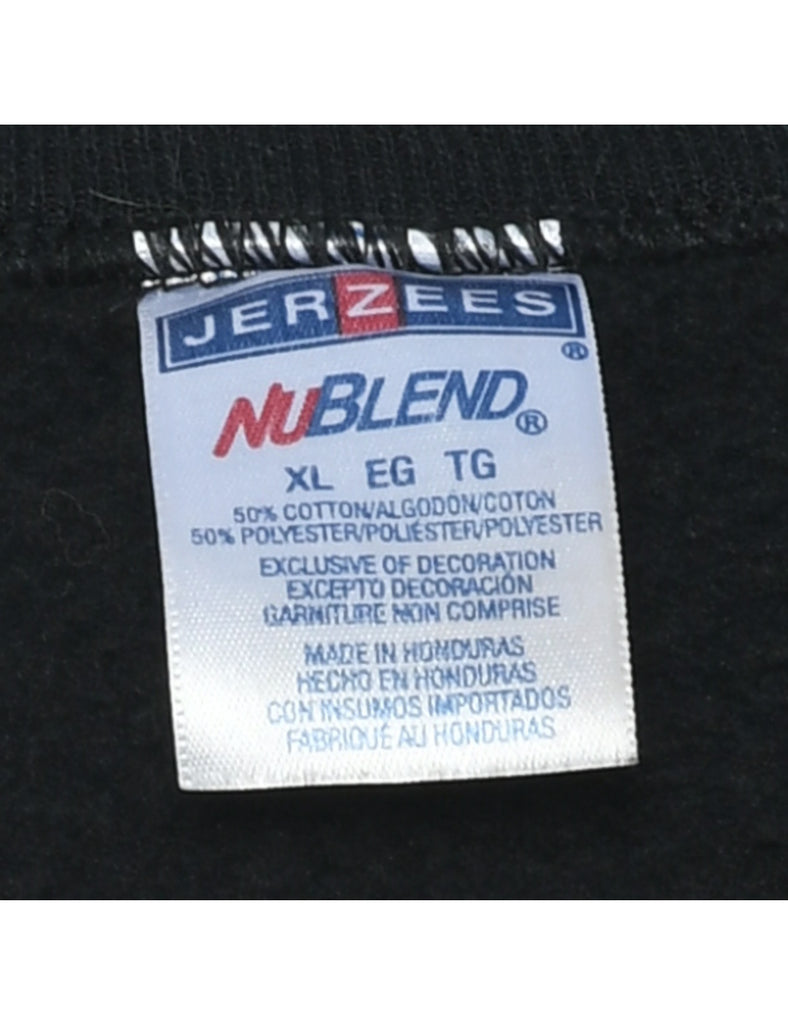 JERZEES
®
NUBLEND®
XL EG TG
50% COTTON/ALGODÓN/COTON
50% POLYESTER/POLIÉSTER/POLYESTER
EXCLUSIVE OF DECORATION
EXCEPTO DECORACIÓN
GARNITURE NON COMPRISE
MADE IN HONDURAS
HECHO EN HONDURAS
CON INSUMOS IMPORTADOS
FABRIQUÉ AU HONDURAS